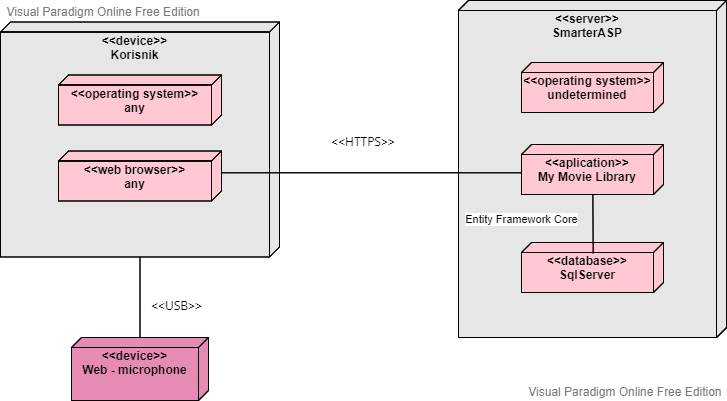 Visual Paradigm Online Free Edition
<<device>>
Korisnik
<<operating system>>
any
<<web browser>>
any
<<HTTPS>>
<<server>>
SmarterASP
<<operating system>>
undetermined
<<aplication>>
My Movie Library
Entity Framework Core
<<database>>
SqlServer
<<USB>>
<<device>>
Web - microphone
Visual Paradigm Online Free Edition